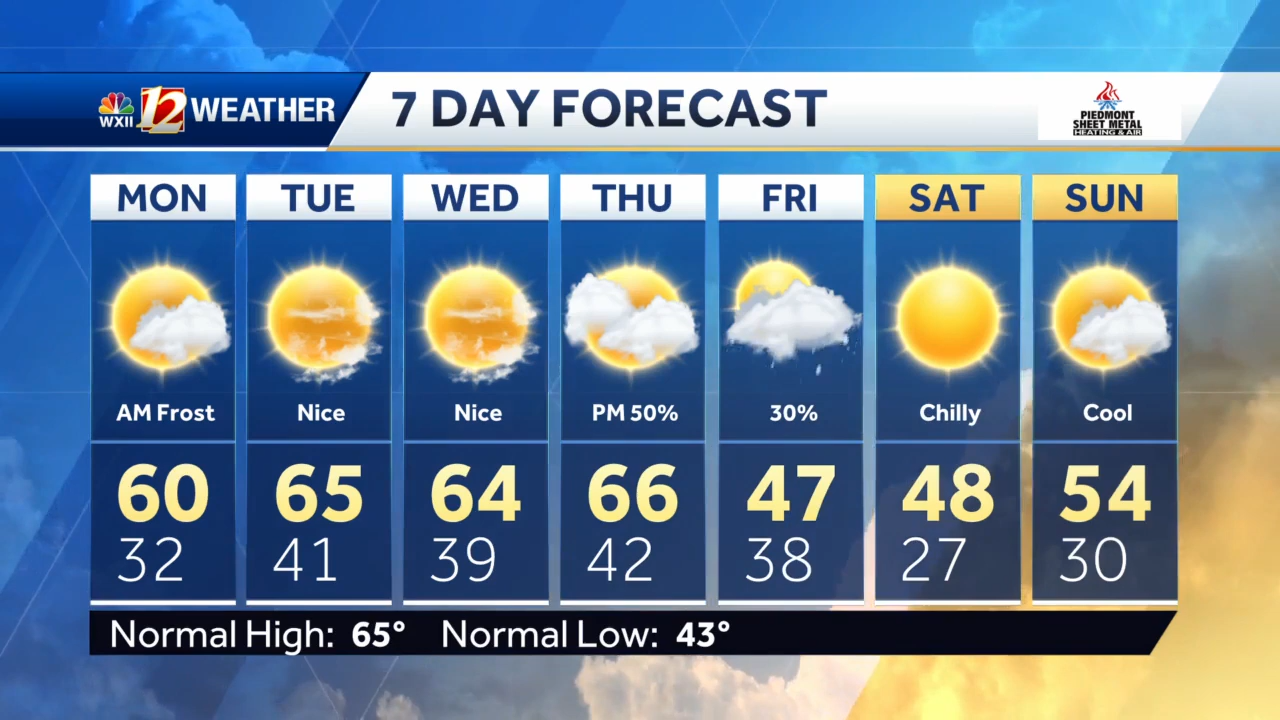 WXII 12 WEATHER
7 DAY FORECAST
PIEDMONT
SHEET METAL
HEATING & AIR
MON TUE WED THU FRI SAT SUN
AM Frost Nice Nice PM 50% 30% Chilly Cool
60 65 64 66 47 48 54
32 41 39 42 38 27 30
Normal High: 65° Normal Low: 43°